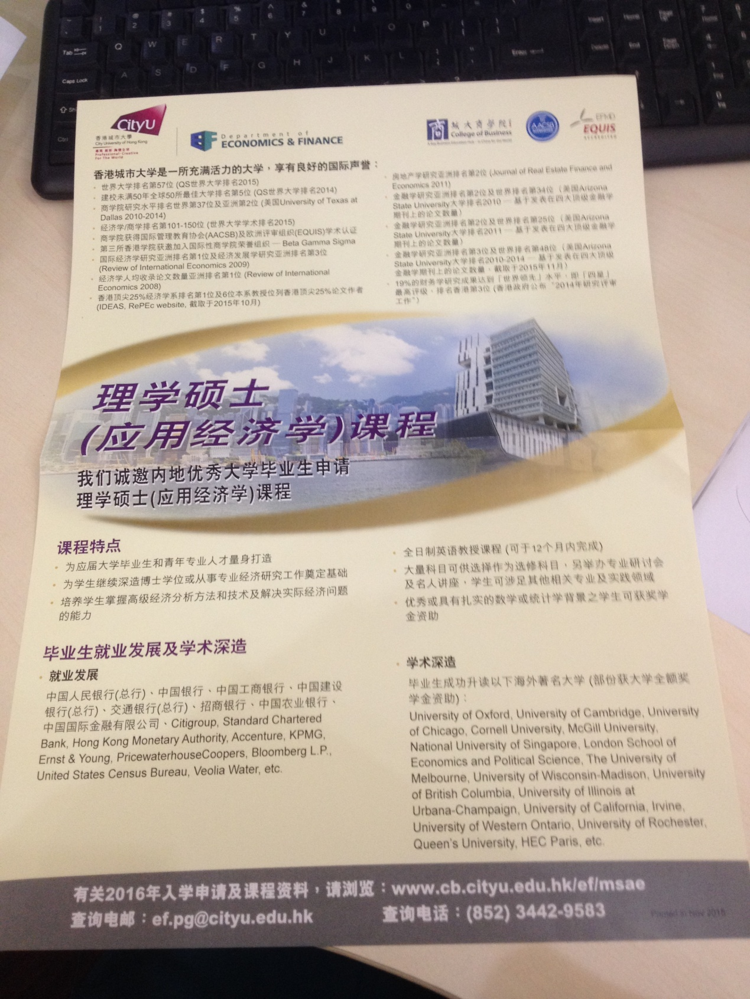 CityU
香港城市大學
City University of Hong Kong
專業 創新 胸懷全球
Professional·Creative
For The World
Department of
ECONOMICS & FINANCE
城大商學院
College of Business
AACSB
EFMD
EQUIS
ACCREDITED
香港城市大学是一所充满活力的大学，享有良好的国际声誉：
世界大学排名第57位 (QS世界大学排名2015)
建校未满50年全球50所最佳大学排名第5位 (QS世界大学排名2014)
商学院研究水平排名世界第37位及亚洲第2位 (美国University of Texas at
Dallas 2010-2014)
经济学/商学排名第101-150位 (世界大学学术排名2015)
商学院获得国际管理教育协会(AACSB)及欧洲评审组织(EQUIS)学术认证
第三所香港学院获邀加入国际性商学院荣誉组织 — Beta Gamma Sigma
国际经济学研究亚洲排名第1位及经济发展学研究亚洲排名第3位
(Review of International Economics 2009)
经济学人均收录论文数量亚洲排名第1位 (Review of International
Economics 2008)
香港顶尖25%经济学系排名第1位及6位本系教授位列香港顶尖25%论文作者
(IDEAS, RePEc website, 截取于2015年10月)
房地产学研究亚洲排名第2位 (Journal of Real Estate Finance and
Economics 2011)
金融学研究亚洲排名第2位及世界排名第34位（美国Arizona
State University大学排名2010 — 基于发表在四大顶级金融学
期刊上的论文数量）
金融学研究亚洲排名第2位及世界排名第25位（美国Arizona
State University大学排名2011 — 基于发表在四大顶级金融学
期刊上的论文数量）
金融学研究亚洲排名第3位及世界排名第48位（美国Arizona
State University大学排名2010-2014 — 基于发表在四大顶级
金融学期刊上的论文数量，截取于2015年11月）
19%的财务学研究成果达到「世界领先」水平，即「四星」
最高评级，排名香港第3位 (香港政府公布 "2014年研究评审
工作")
理学硕士
(应用经济学)课程
我们诚邀内地优秀大学毕业生申请
理学硕士(应用经济学)课程
课程特点
为应届大学毕业生和青年专业人才量身打造
为学生继续深造博士学位或从事专业经济研究工作奠定基础
培养学生掌握高级经济分析方法和技术及解决实际经济问题
的能力
全日制英语教授课程 (可于12个月内完成)
大量科目可供选择作为选修科目，另举办专业研讨会
及名人讲座，学生可涉足其他相关专业及实践领域
优秀或具有扎实的数学或统计学背景之学生可获奖学
金资助
毕业生就业发展及学术深造
就业发展
中国人民银行(总行)、中国银行、中国工商银行、中国建设
银行(总行)、交通银行(总行)、招商银行、中国农业银行、
中国国际金融有限公司、Citigroup, Standard Chartered
Bank, Hong Kong Monetary Authority, Accenture, KPMG,
Ernst & Young, PricewaterhouseCoopers, Bloomberg L.P.,
United States Census Bureau, Veolia Water, etc.
学术深造
毕业生成功升读以下海外著名大学 (部份获大学全额奖
学金资助)：
University of Oxford, University of Cambridge, University
of Chicago, Cornell University, McGill University,
National University of Singapore, London School of
Economics and Political Science, The University of
Melbourne, University of Wisconsin-Madison, University
of British Columbia, University of Illinois at
Urbana-Champaign, University of California, Irvine,
University of Western Ontario, University of Rochester,
Queen's University, HEC Paris, etc.
有关2016年入学申请及课程资料，请浏览：www.cb.cityu.edu.hk/ef/msae
查询电邮：ef.pg@cityu.edu.hk
查询电话：(852) 3442-9583
Printed in Nov